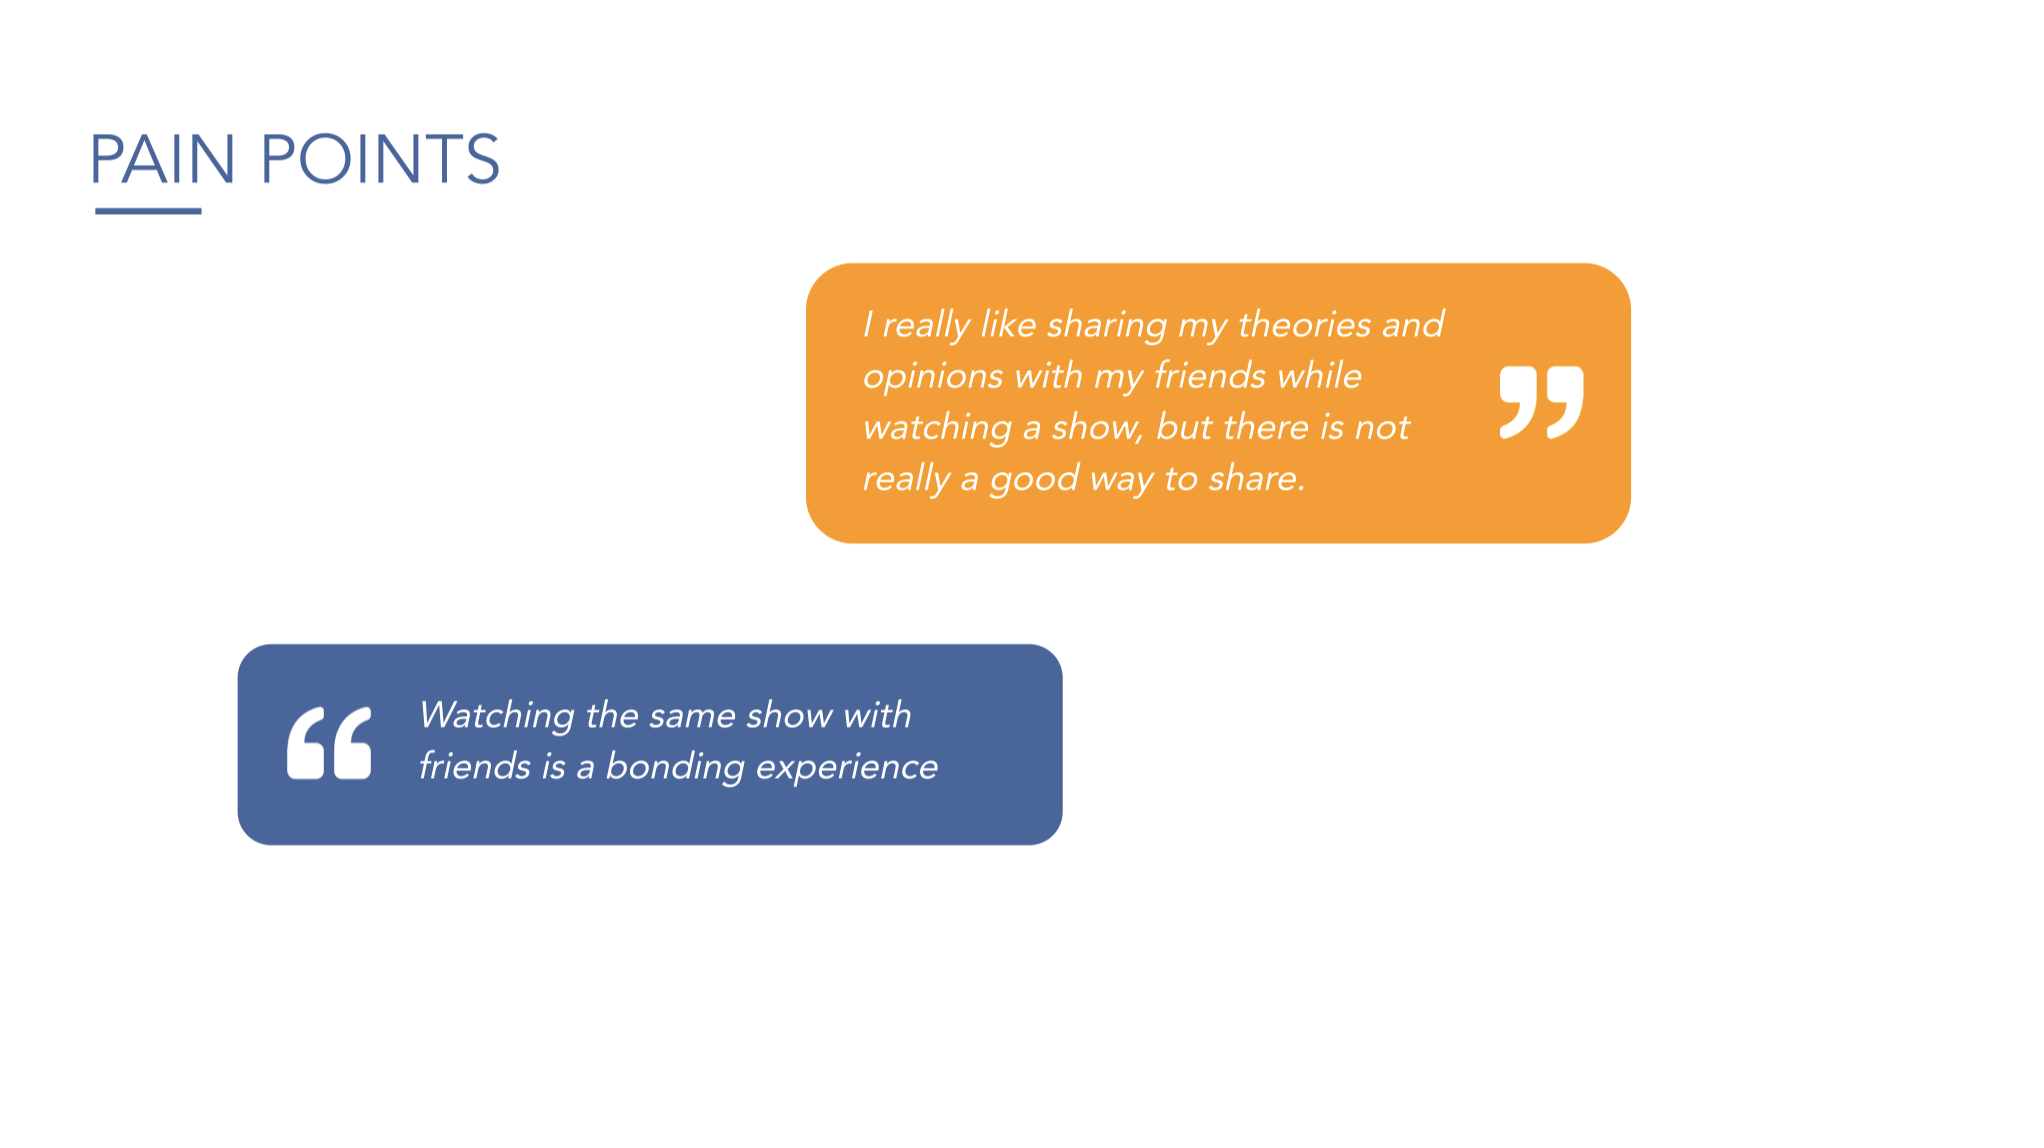 PAIN POINTS
I really like sharing my theories and
opinions with my friends while
watching a show, but there is not
really a good way to share.
”
“
Watching the same show with
friends is a bonding experience